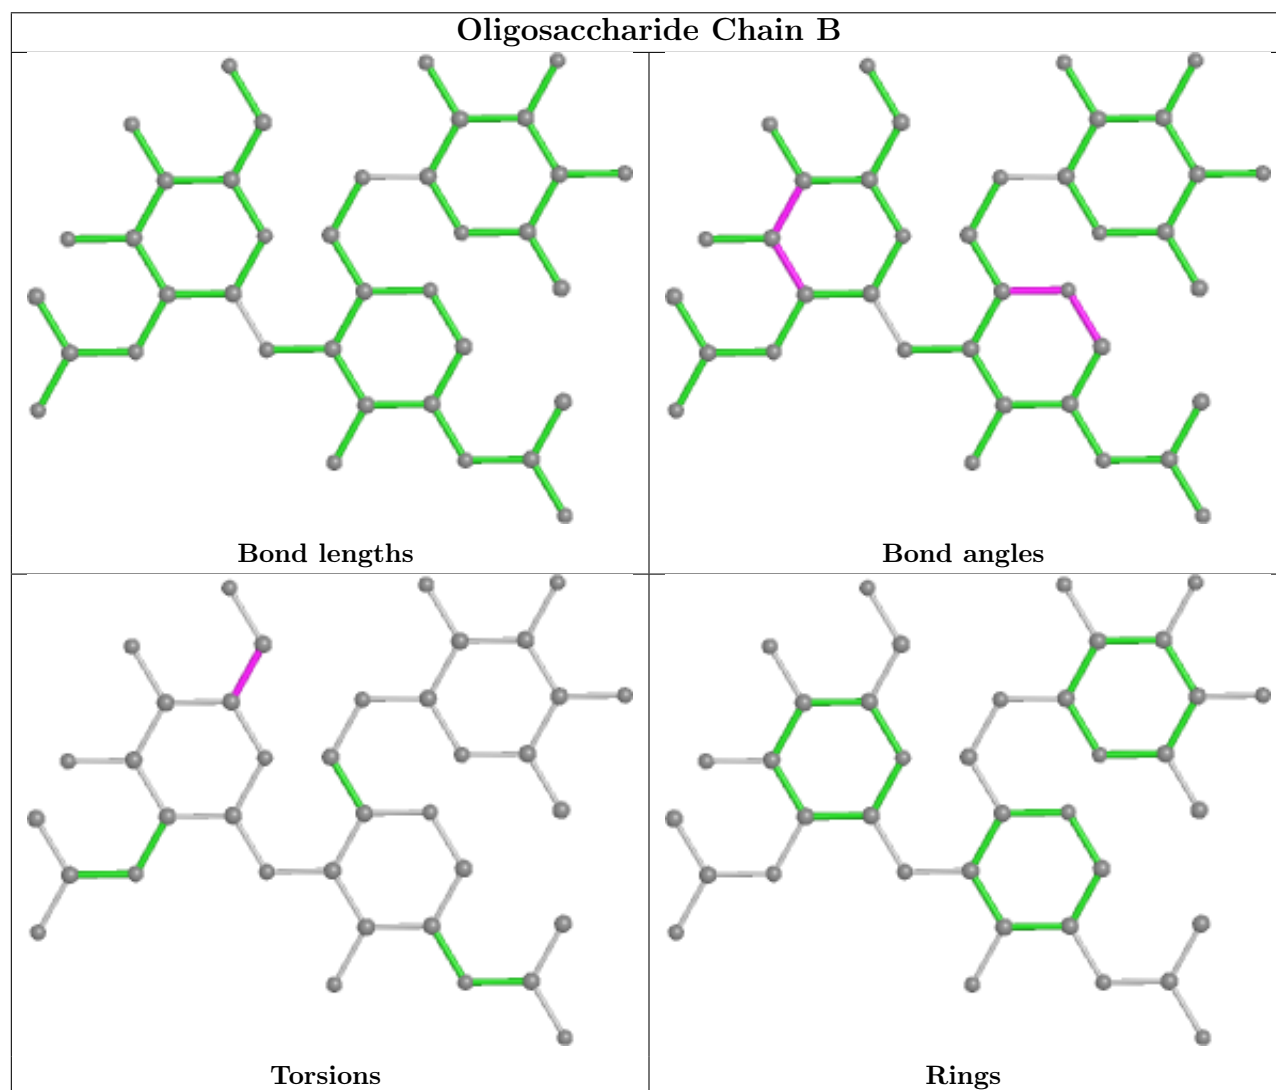 Oligosaccharide Chain B
Bond lengths
Bond angles
Torsions
Rings